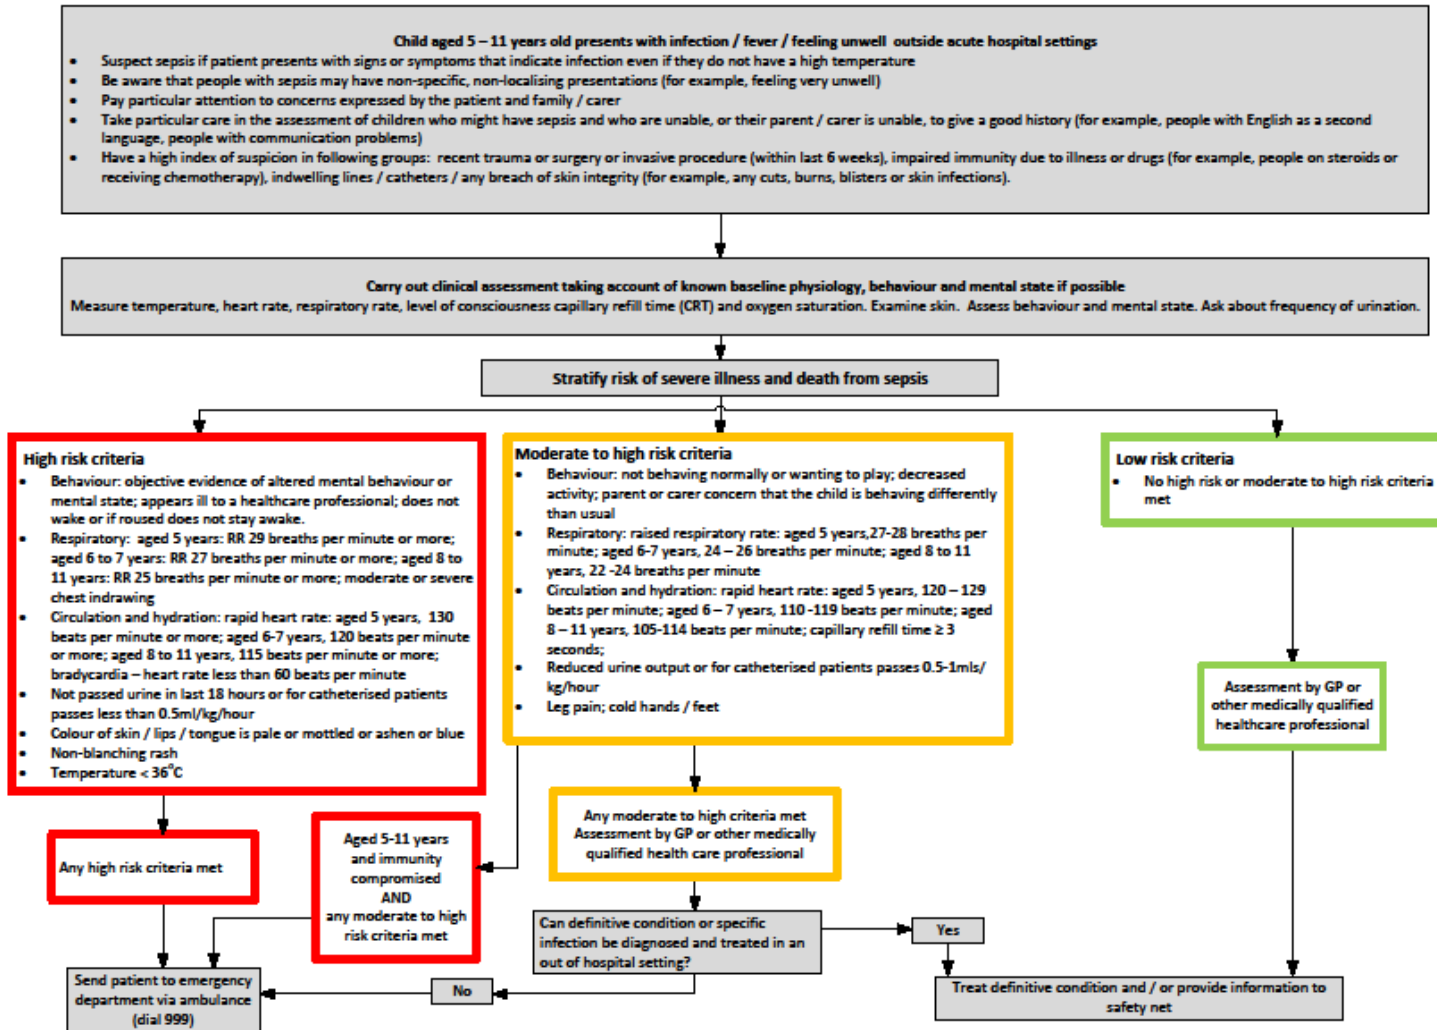 Child aged 5 – 11 years old presents with infection / fever / feeling unwell outside acute hospital settings
• Suspect sepsis if patient presents with signs or symptoms that indicate infection even if they do not have a high temperature
• Be aware that people with sepsis may have non-specific, non-localising presentations (for example, feeling very unwell)
• Pay particular attention to concerns expressed by the patient and family / carer
• Take particular care in the assessment of children who might have sepsis and who are unable, or their parent / carer is unable, to give a good history (for example, people with English as a second
language, people with communication problems)
• Have a high index of suspicion in following groups: recent trauma or surgery or invasive procedure (within last 6 weeks), impaired immunity due to illness or drugs (for example, people on steroids or
receiving chemotherapy), indwelling lines / catheters / any breach of skin integrity (for example, any cuts, burns, blisters or skin infections).
Carry out clinical assessment taking account of known baseline physiology, behaviour and mental state if possible
Measure temperature, heart rate, respiratory rate, level of consciousness capillary refill time (CRT) and oxygen saturation. Examine skin. Assess behaviour and mental state. Ask about frequency of urination.
Stratify risk of severe illness and death from sepsis
High risk criteria
• Behaviour: objective evidence of altered mental behaviour or
mental state; appears ill to a healthcare professional; does not
wake or if roused does not stay awake.
• Respiratory: aged 5 years: RR 29 breaths per minute or more;
aged 6 to 7 years: RR 27 breaths per minute or more; aged 8 to
11 years: RR 25 breaths per minute or more; moderate or severe
chest indrawing
• Circulation and hydration: rapid heart rate: aged 5 years, 130
beats per minute or more; aged 6-7 years, 120 beats per minute
or more; aged 8 to 11 years, 115 beats per minute or more;
bradycardia – heart rate less than 60 beats per minute
• Not passed urine in last 18 hours or for catheterised patients
passes less than 0.5ml/kg/hour
• Colour of skin / lips / tongue is pale or mottled or ashen or blue
• Non-blanching rash
• Temperature < 36°C
Moderate to high risk criteria
• Behaviour: not behaving normally or wanting to play; decreased
activity; parent or carer concern that the child is behaving differently
than usual
• Respiratory: raised respiratory rate: aged 5 years,27-28 breaths per
minute; aged 6-7 years, 24 – 26 breaths per minute; aged 8 to 11
years, 22 -24 breaths per minute
• Circulation and hydration: rapid heart rate: aged 5 years, 120 – 129
beats per minute; aged 6 – 7 years, 110 -119 beats per minute; aged
8 – 11 years, 105-114 beats per minute; capillary refill time ≥ 3
seconds;
• Reduced urine output or for catheterised patients passes 0.5-1mls/
kg/hour
• Leg pain; cold hands / feet
Low risk criteria
• No high risk or moderate to high risk criteria
met
Assessment by GP or
other medically qualified
healthcare professional
Any high risk criteria met
Aged 5-11 years
and immunity
compromised
AND
any moderate to high
risk criteria met
Any moderate to high criteria met
Assessment by GP or other medically
qualified health care professional
Can definitive condition or specific
infection be diagnosed and treated in an
out of hospital setting?
Yes
No
Send patient to emergency
department via ambulance
(dial 999)
Treat definitive condition and / or provide information to
safety net